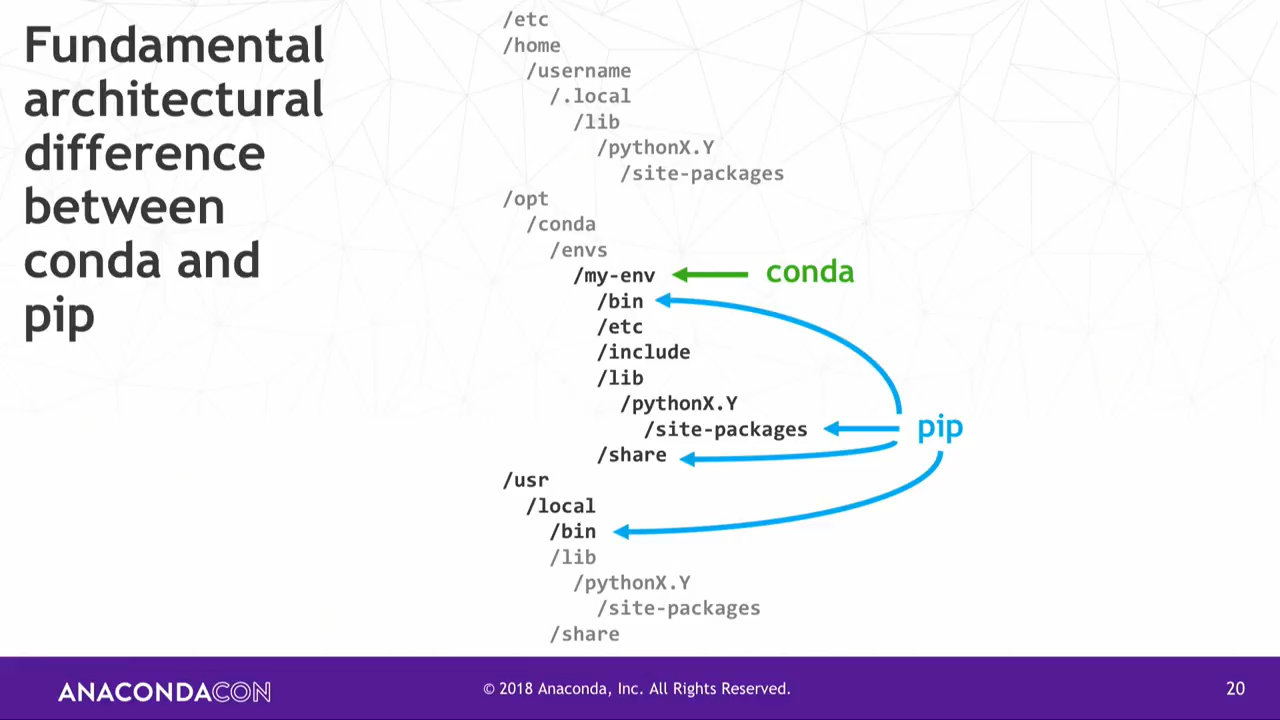 Fundamental
architectural
difference
between
conda and
pip
/etc
/home
/username
/.local
/lib
/pythonX.Y
/site-packages
/opt
/conda
/envs
/my-env
conda
/bin
/etc
/include
/lib
/pythonX.Y
/site-packages
pip
/share
/usr
/local
/bin
/lib
/pythonX.Y
/site-packages
/share
ANACONDACON
© 2018 Anaconda, Inc. All Rights Reserved.
20